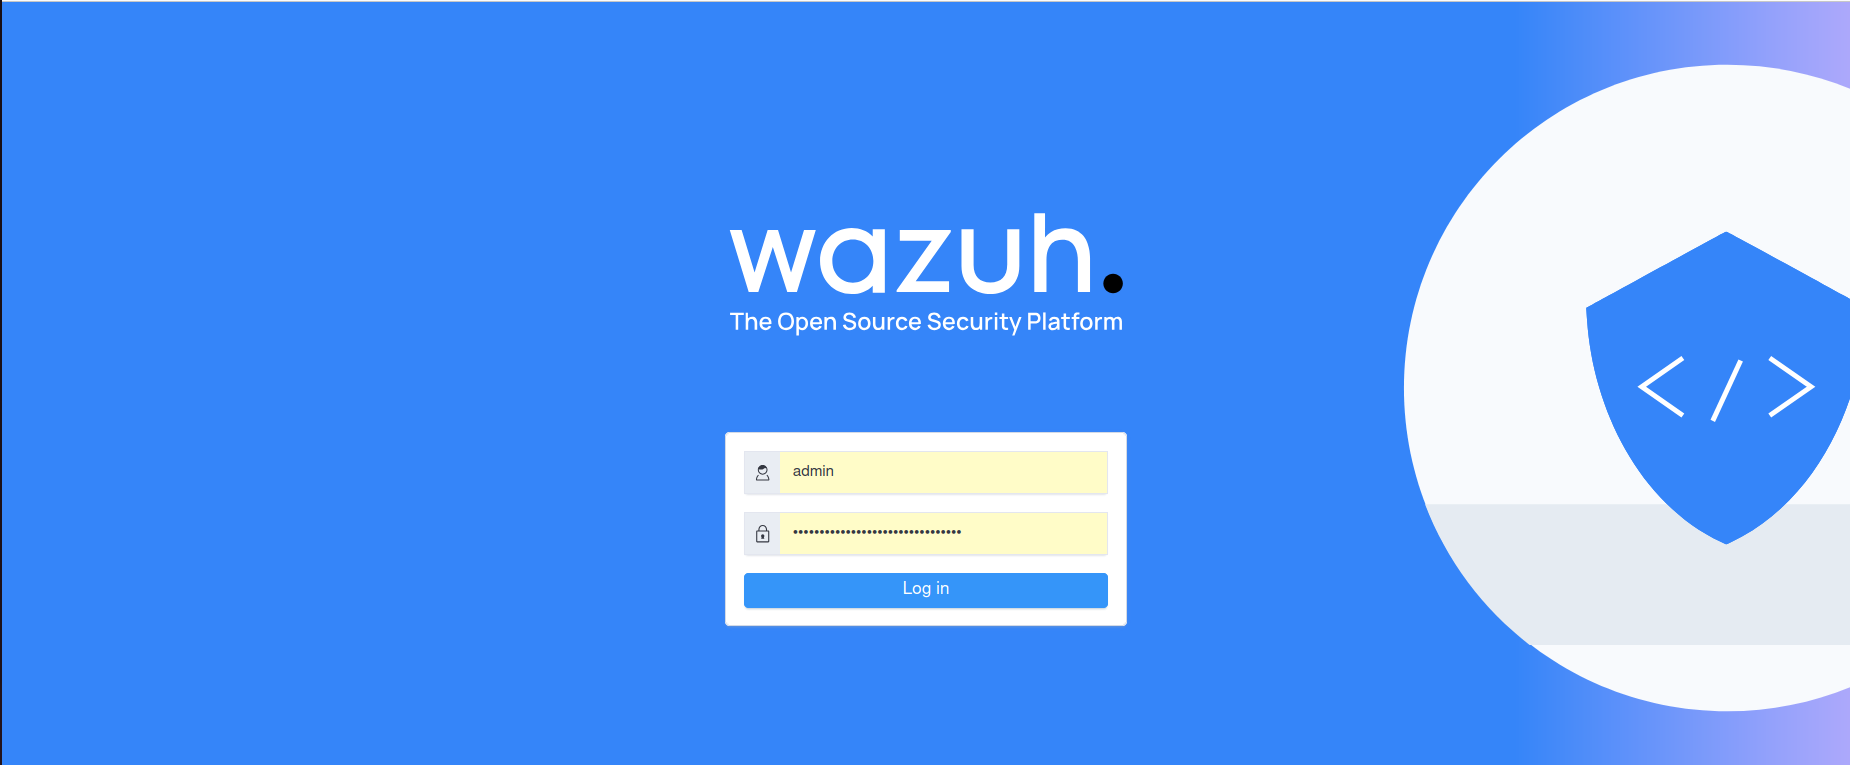 wazuh.
The Open Source Security Platform
</>
admin
••••••••••••••••••••••••••••••••
Log in